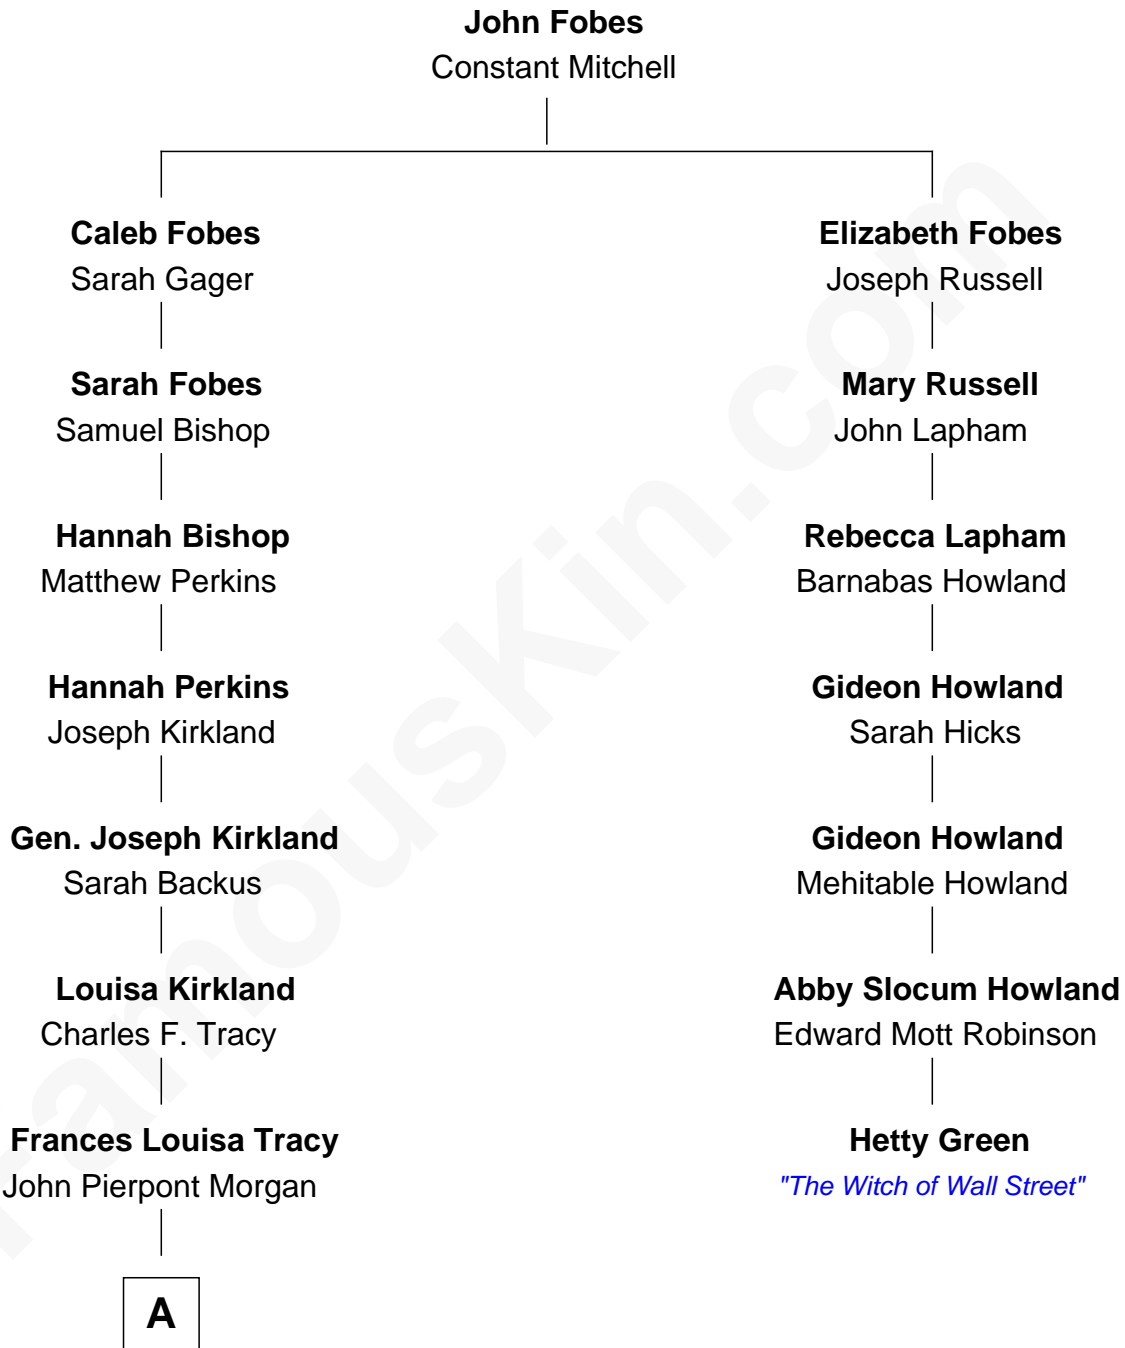 John Fobes
Constant Mitchell
Caleb Fobes
Sarah Gager
Elizabeth Fobes
Joseph Russell
Sarah Fobes
Samuel Bishop
Mary Russell
John Lapham
Hannah Bishop
Matthew Perkins
Rebecca Lapham
Barnabas Howland
Hannah Perkins
Joseph Kirkland
Gideon Howland
Sarah Hicks
Gen. Joseph Kirkland
Sarah Backus
Gideon Howland
Mehitable Howland
Louisa Kirkland
Charles F. Tracy
Abby Slocum Howland
Edward Mott Robinson
Frances Louisa Tracy
John Pierpont Morgan
Hetty Green
"The Witch of Wall Street"
A
FamousKin.com